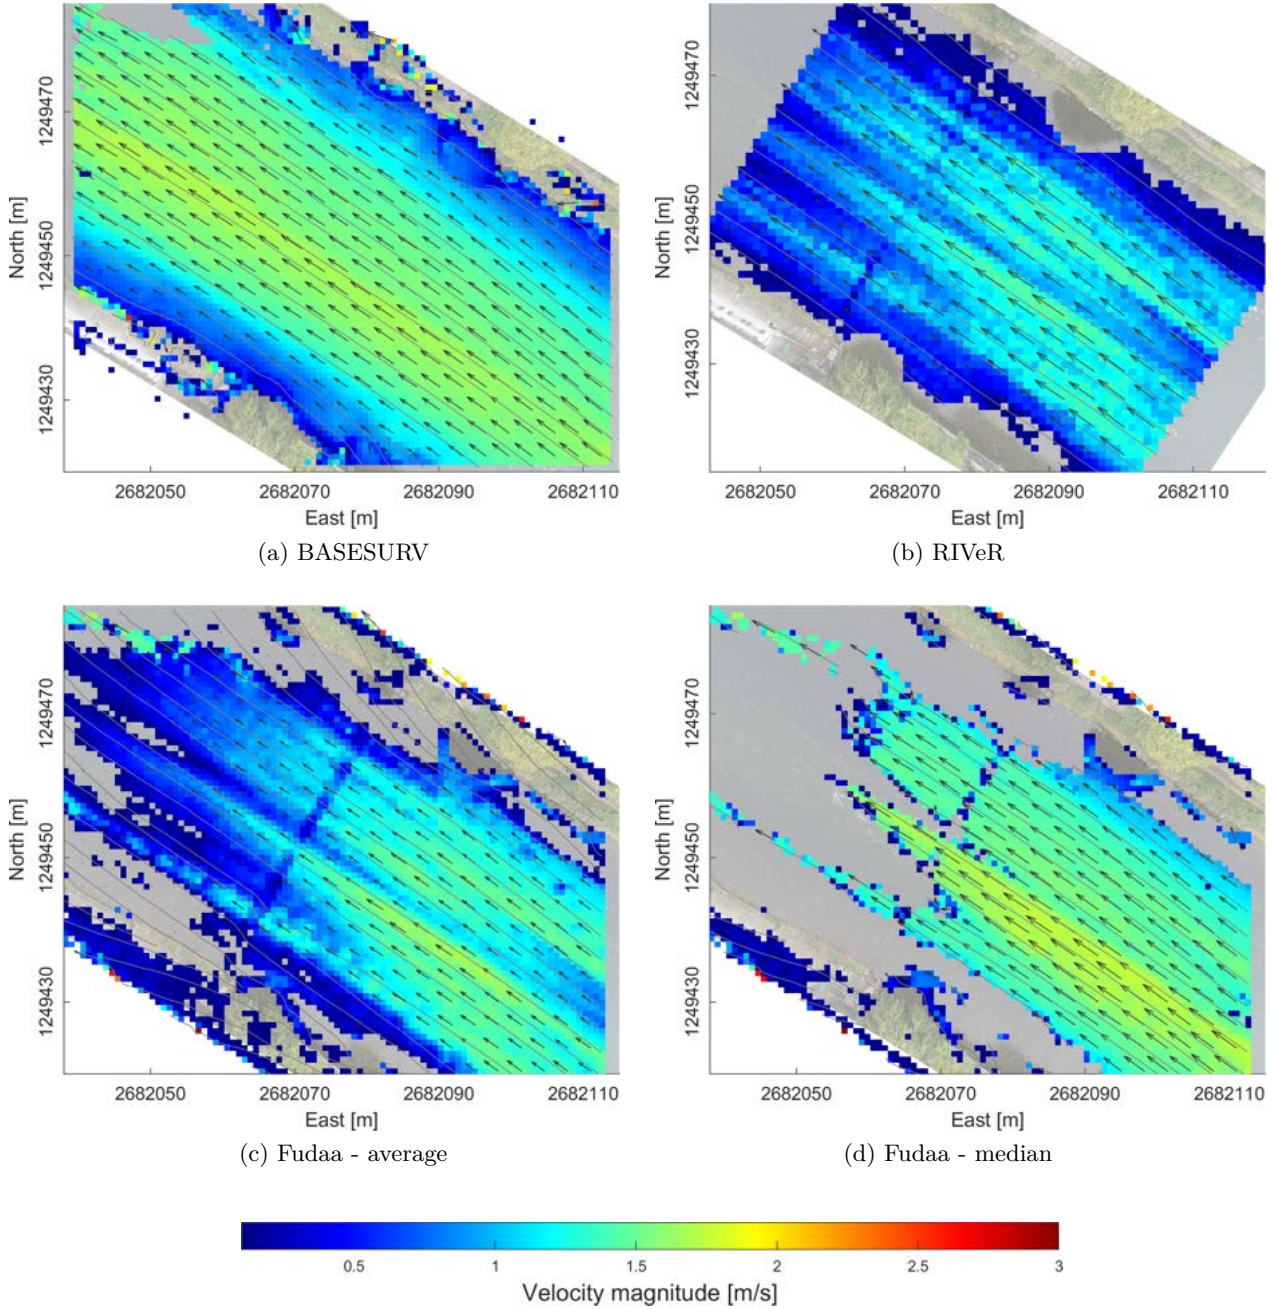 1249470
1249450
1249430
North [m]
2682050 2682070 2682090 2682110
East [m]
(a) BASESURV
1249470
1249450
1249430
North [m]
2682050 2682070 2682090 2682110
East [m]
(b) RIVeR
1249470
1249450
1249430
North [m]
2682050 2682070 2682090 2682110
East [m]
(c) Fudaa - average
1249470
1249450
1249430
North [m]
2682050 2682070 2682090 2682110
East [m]
(d) Fudaa - median
0.5 1 1.5 2 2.5 3
Velocity magnitude [m/s]